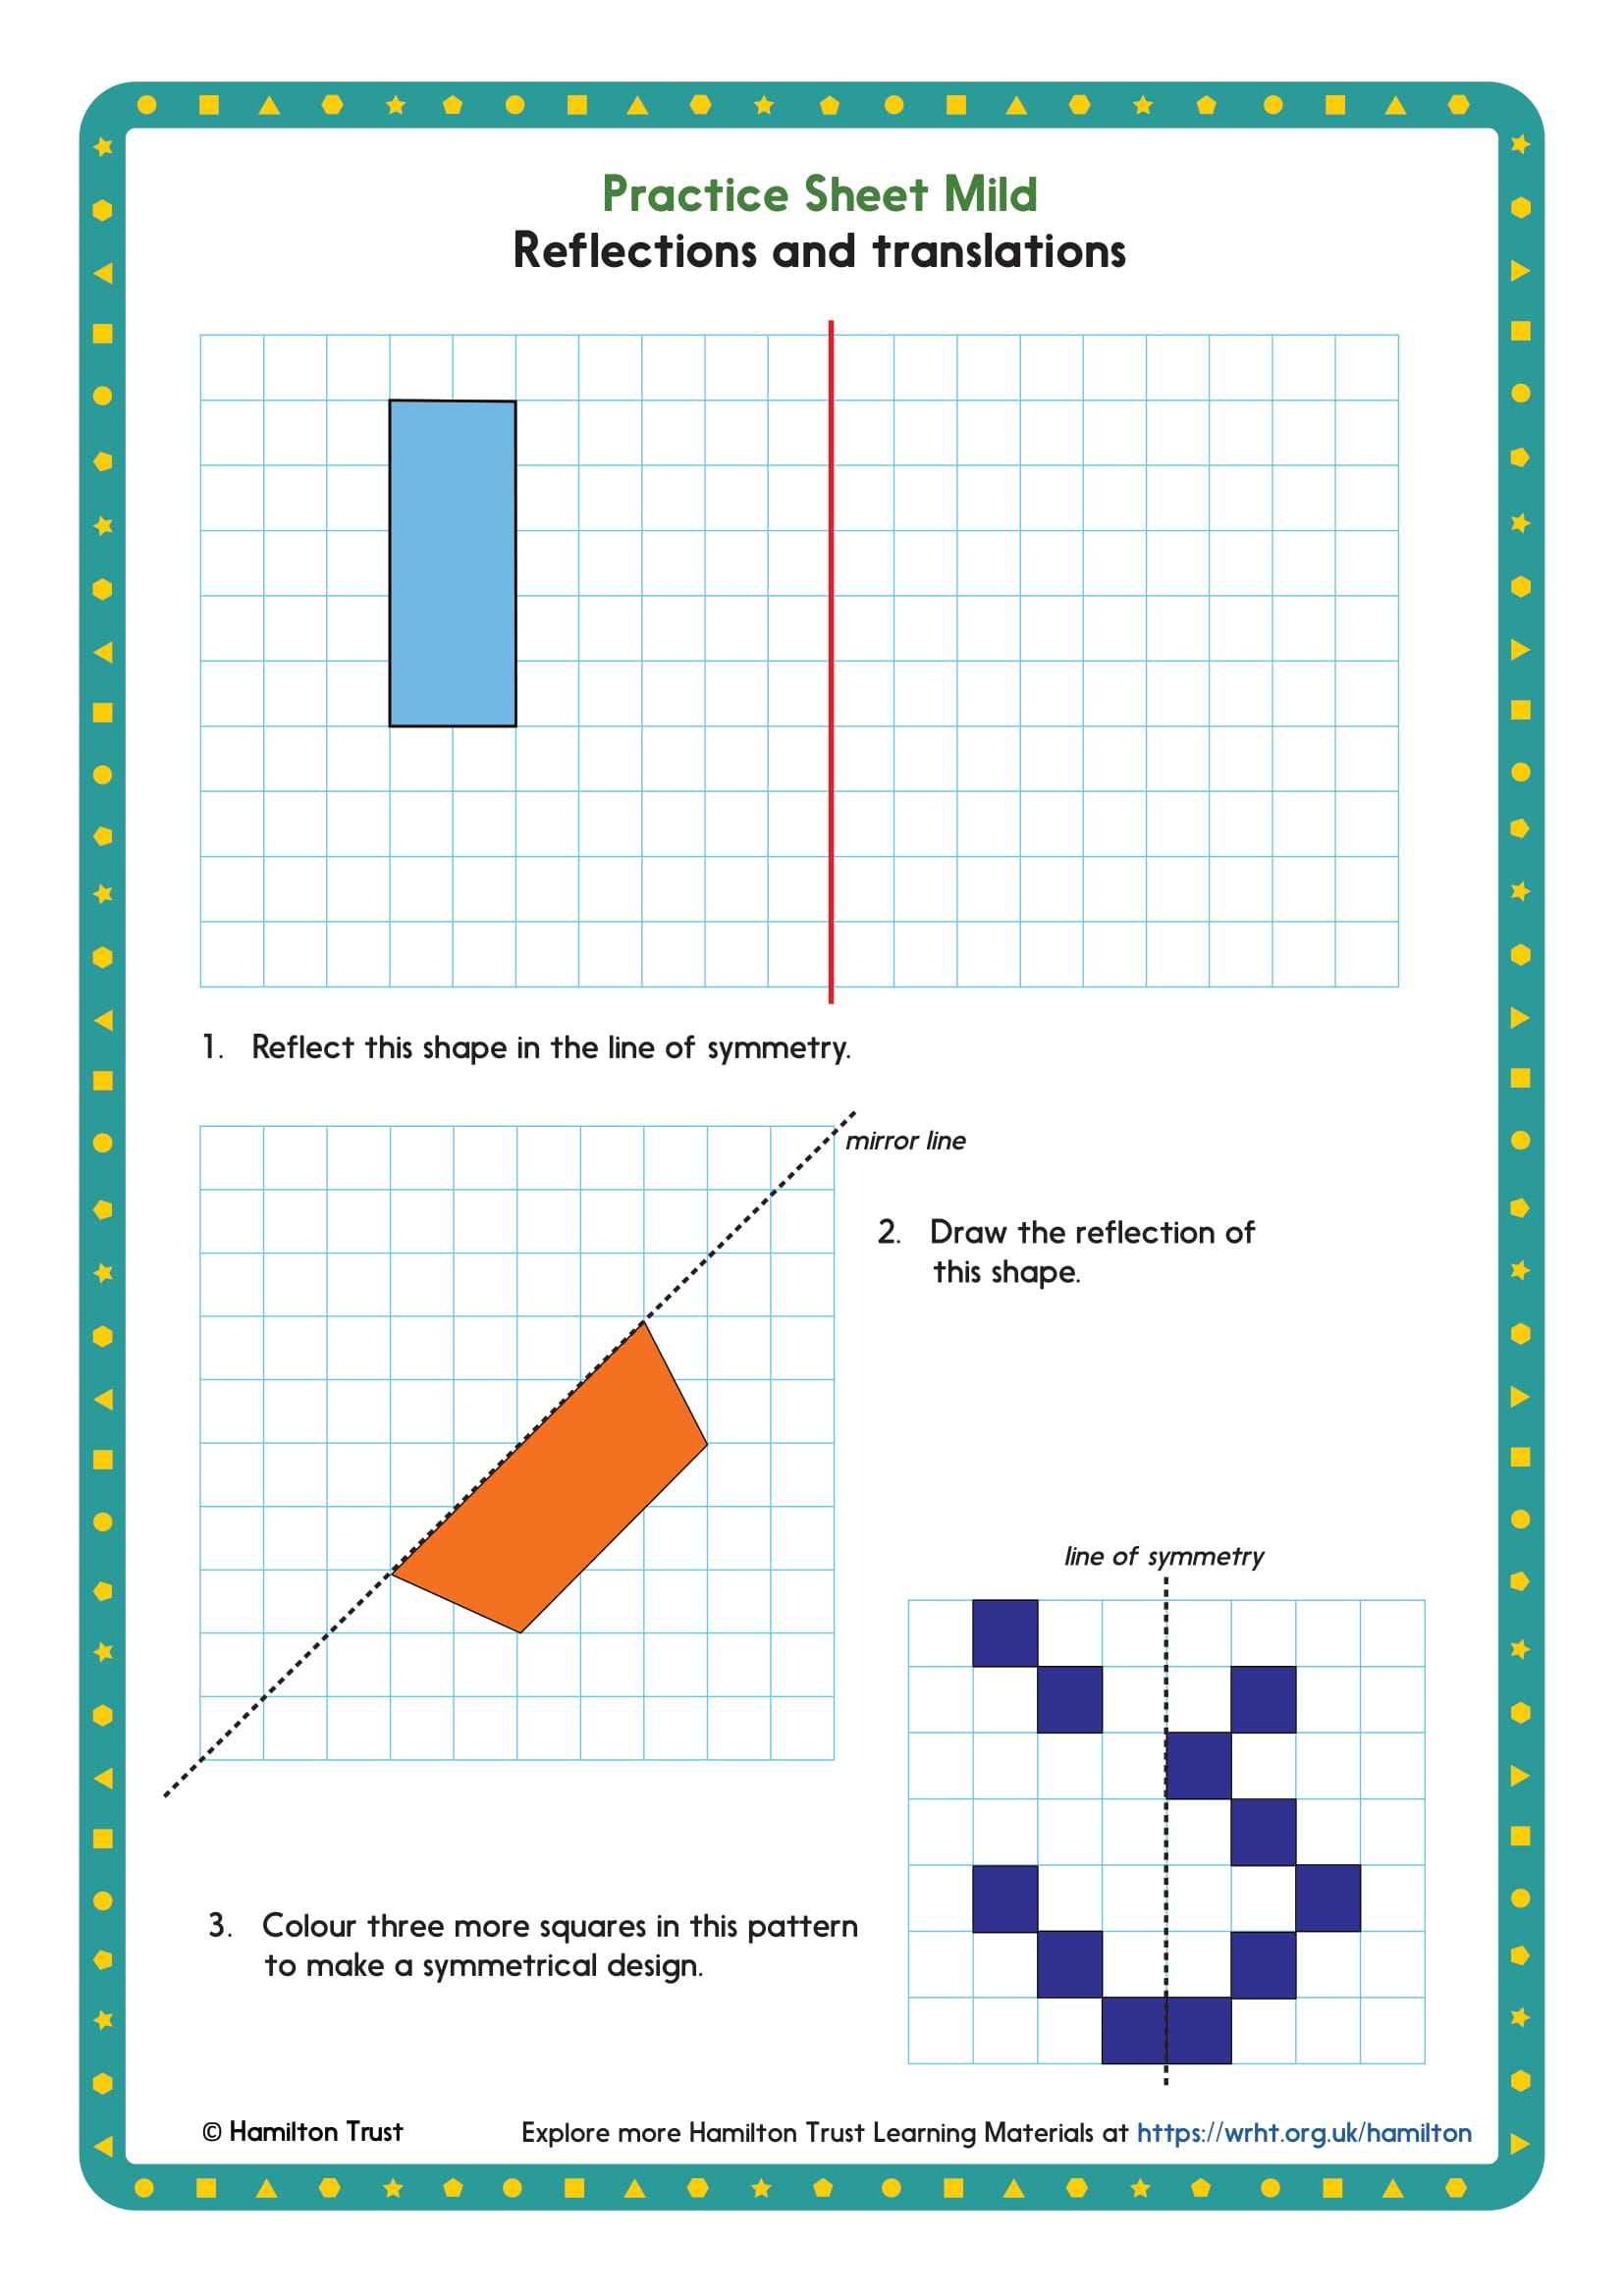 Practice Sheet Mild
Reflections and translations
1. Reflect this shape in the line of symmetry.
mirror line
2. Draw the reflection of
this shape.
line of symmetry
3. Colour three more squares in this pattern
to make a symmetrical design.
© Hamilton Trust
Explore more Hamilton Trust Learning Materials at https://wrht.org.uk/hamilton